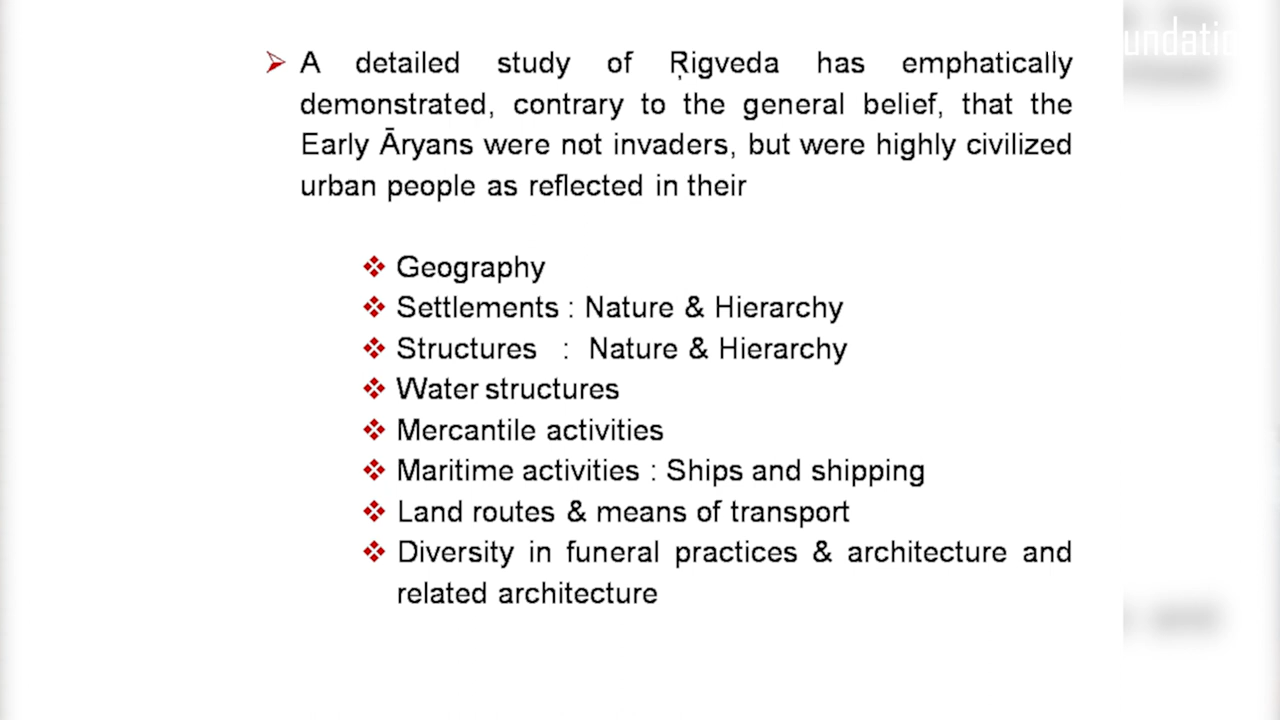 undatio
A detailed study of Ṛigveda has emphatically
demonstrated, contrary to the general belief, that the
Early Āryans were not invaders, but were highly civilized
urban people as reflected in their
Geography
Settlements : Nature & Hierarchy
Structures : Nature & Hierarchy
Water structures
Mercantile activities
Maritime activities : Ships and shipping
Land routes & means of transport
Diversity in funeral practices & architecture and
related architecture